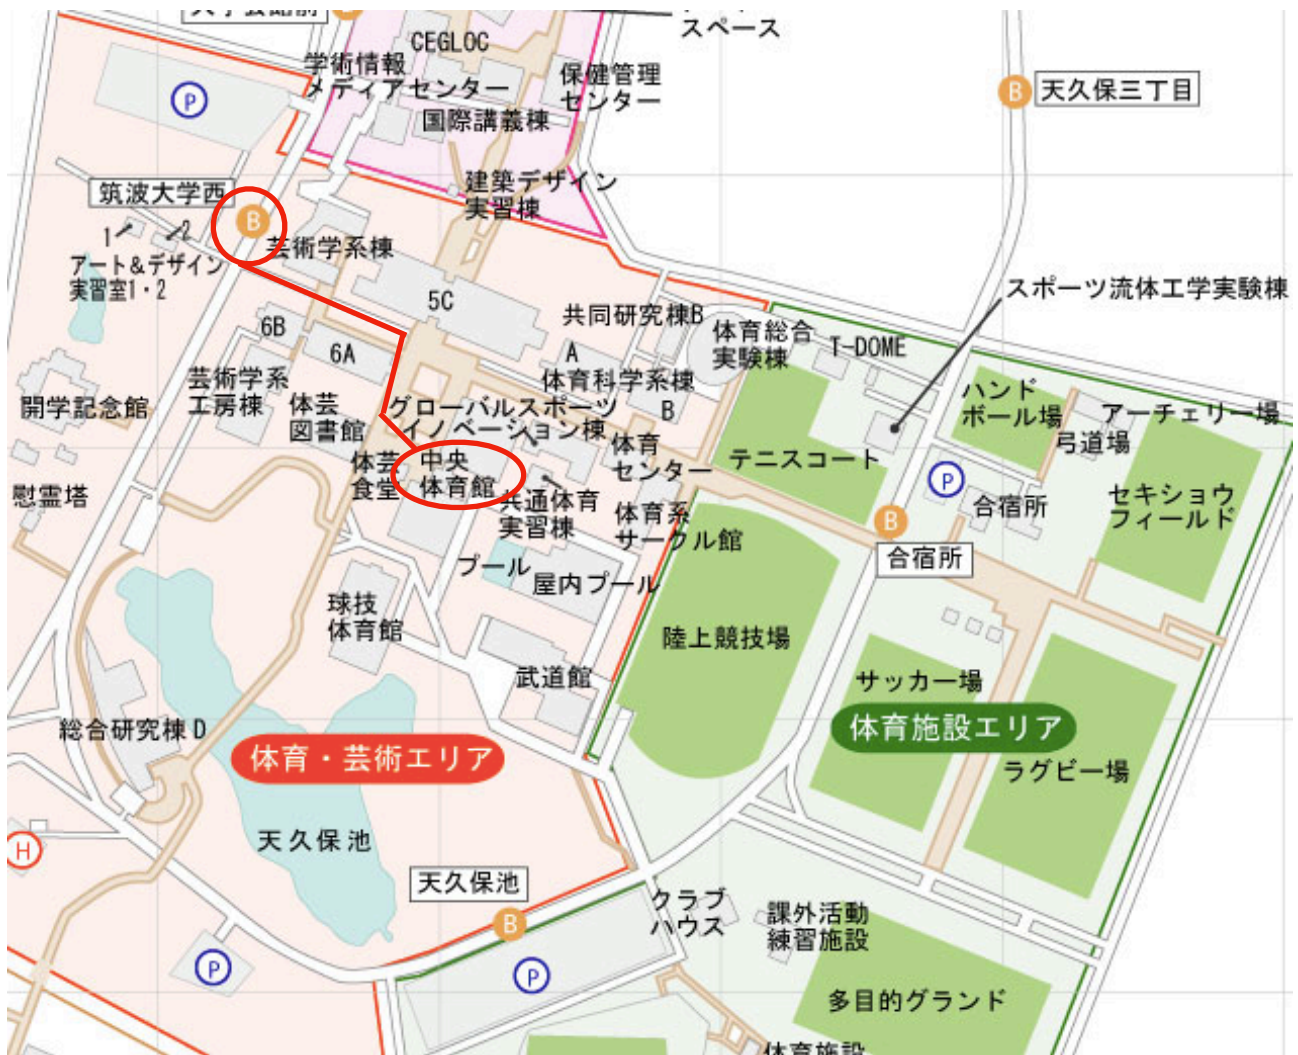 スペース
CEGLOC
学術情報
メディアセンター
保健管理
センター
国際講義棟
P
B
天久保三丁目
建築デザイン
実習棟
筑波大学西
B
1
2
芸術学系棟
アート&デザイン
実習室1・2
スポーツ流体工学実験棟
5C
共同研究棟B
6B
6A
A
体育総合
実験棟
T-DOME
体育科学系棟
B
芸術学系
工房棟
開学記念館
体芸
図書館
グローバルスポーツ
イノベーション棟
ハンド
ボール場
アーチェリー場
弓道場
体育
センター
テニスコート
体芸
食堂
中央
体育館
慰霊塔
共通体育
実習棟
体育系
サークル館
P
合宿所
セキショウ
フィールド
B
合宿所
プール
屋内プール
球技
体育館
陸上競技場
武道館
サッカー場
総合研究棟D
体育・芸術エリア
体育施設エリア
ラグビー場
天久保池
H
天久保池
B
クラブ
ハウス
課外活動
練習施設
P
P
多目的グランド
体育施設